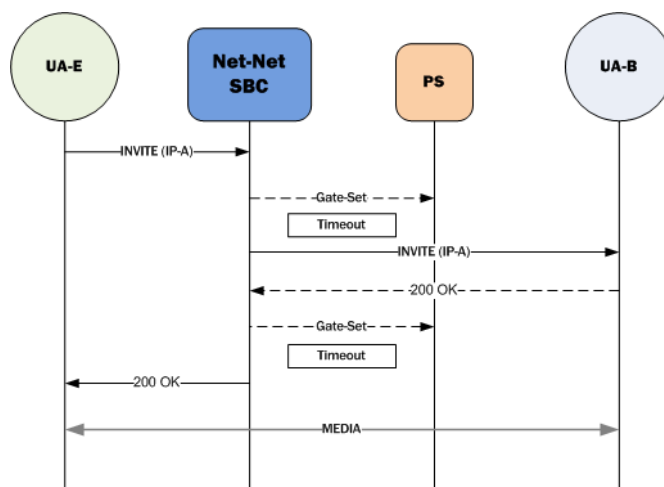 UA-E
Net-Net
SBC
PS
UA-B
INVITE (IP-A)
Gate-Set
Timeout
INVITE (IP-A)
200 OK
Gate-Set
Timeout
200 OK
MEDIA